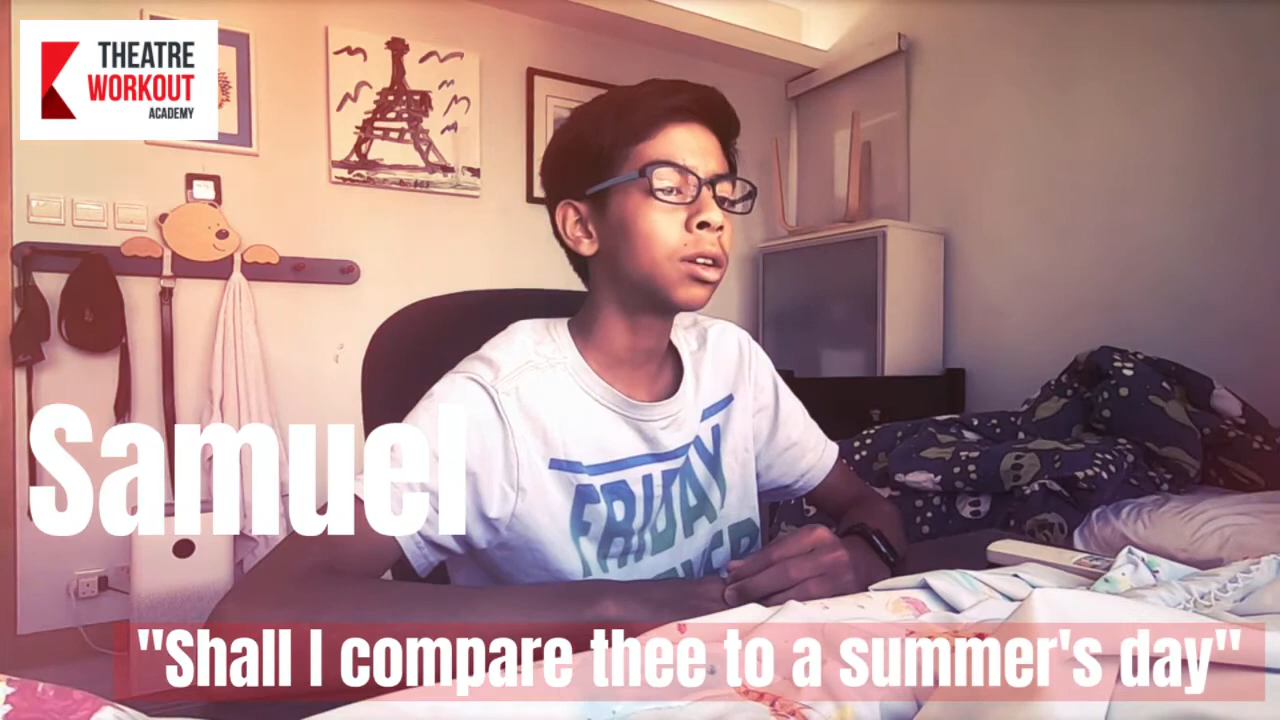 THEATRE
WORKOUT
ACADEMY
FRIDAY
Samuel
"Shall I compare thee to a summer's day"